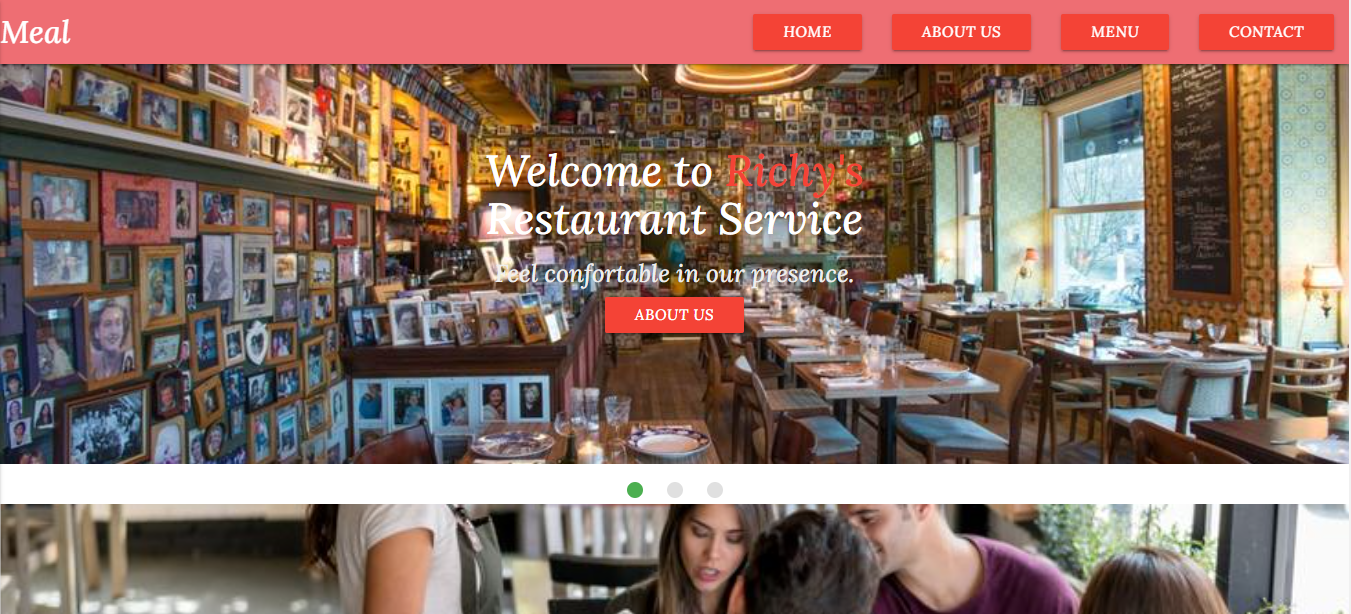 Meal
HOME
ABOUT US
MENU
CONTACT
Welcome to Richy's
Restaurant Service
Feel confortable in our presence.
ABOUT US